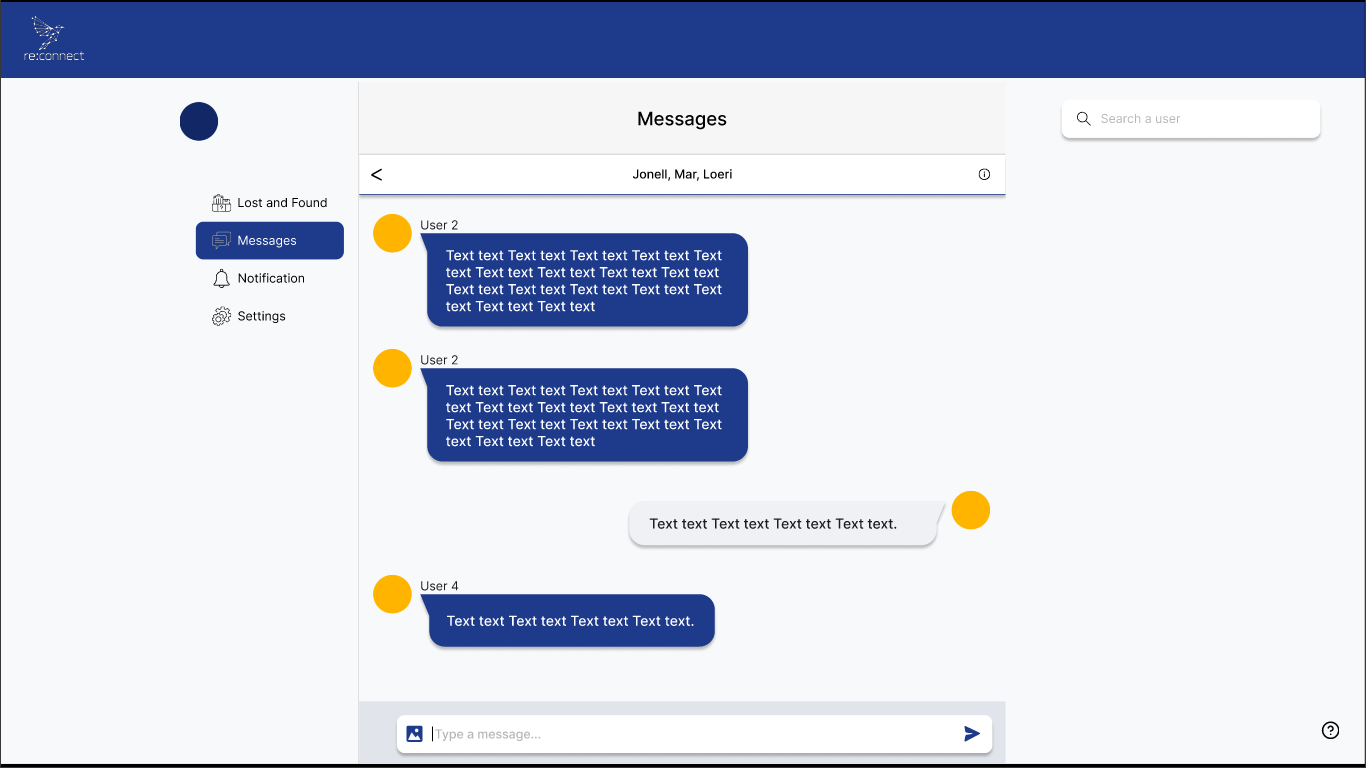 re:connect
Messages
Search a user
Lost and Found
Messages
Notification
Settings
< Jonell, Mar, Loeri
User 2
Text text Text text Text text Text text Text
text Text text Text text Text text Text text
Text text Text text Text text Text text Text
text Text text Text text
User 2
Text text Text text Text text Text text Text
text Text text Text text Text text Text text
Text text Text text Text text Text text Text
text Text text Text text
Text text Text text Text text Text text.
User 4
Text text Text text Text text Text text.
Type a message...